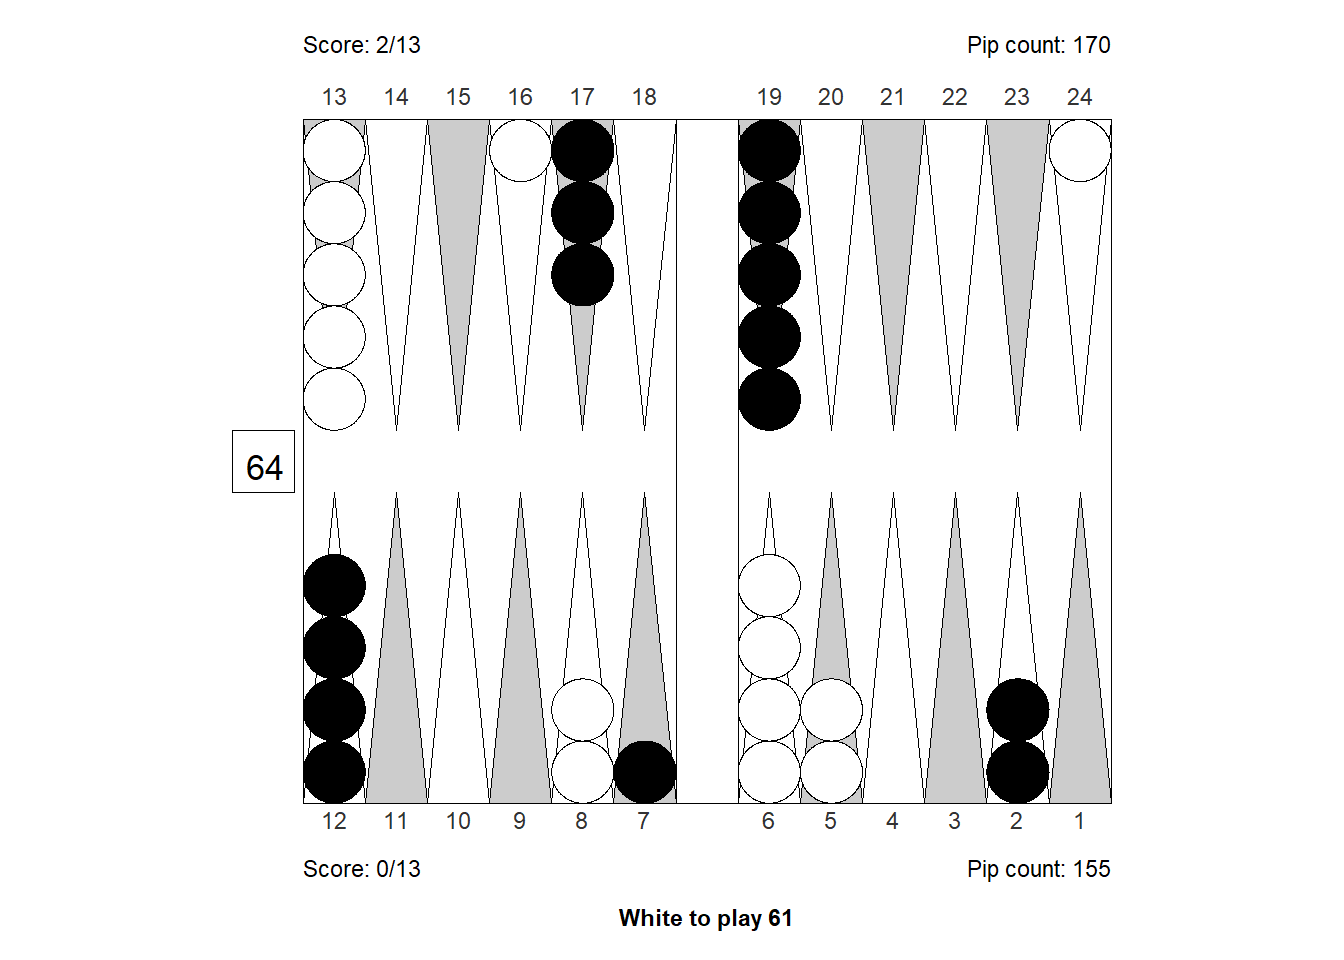 Score: 2/13 Pip count: 170
13 14 15 16 17 18 19 20 21 22 23 24
64
12 11 10 9 8 7 6 5 4 3 2 1
Score: 0/13 Pip count: 155
White to play 61